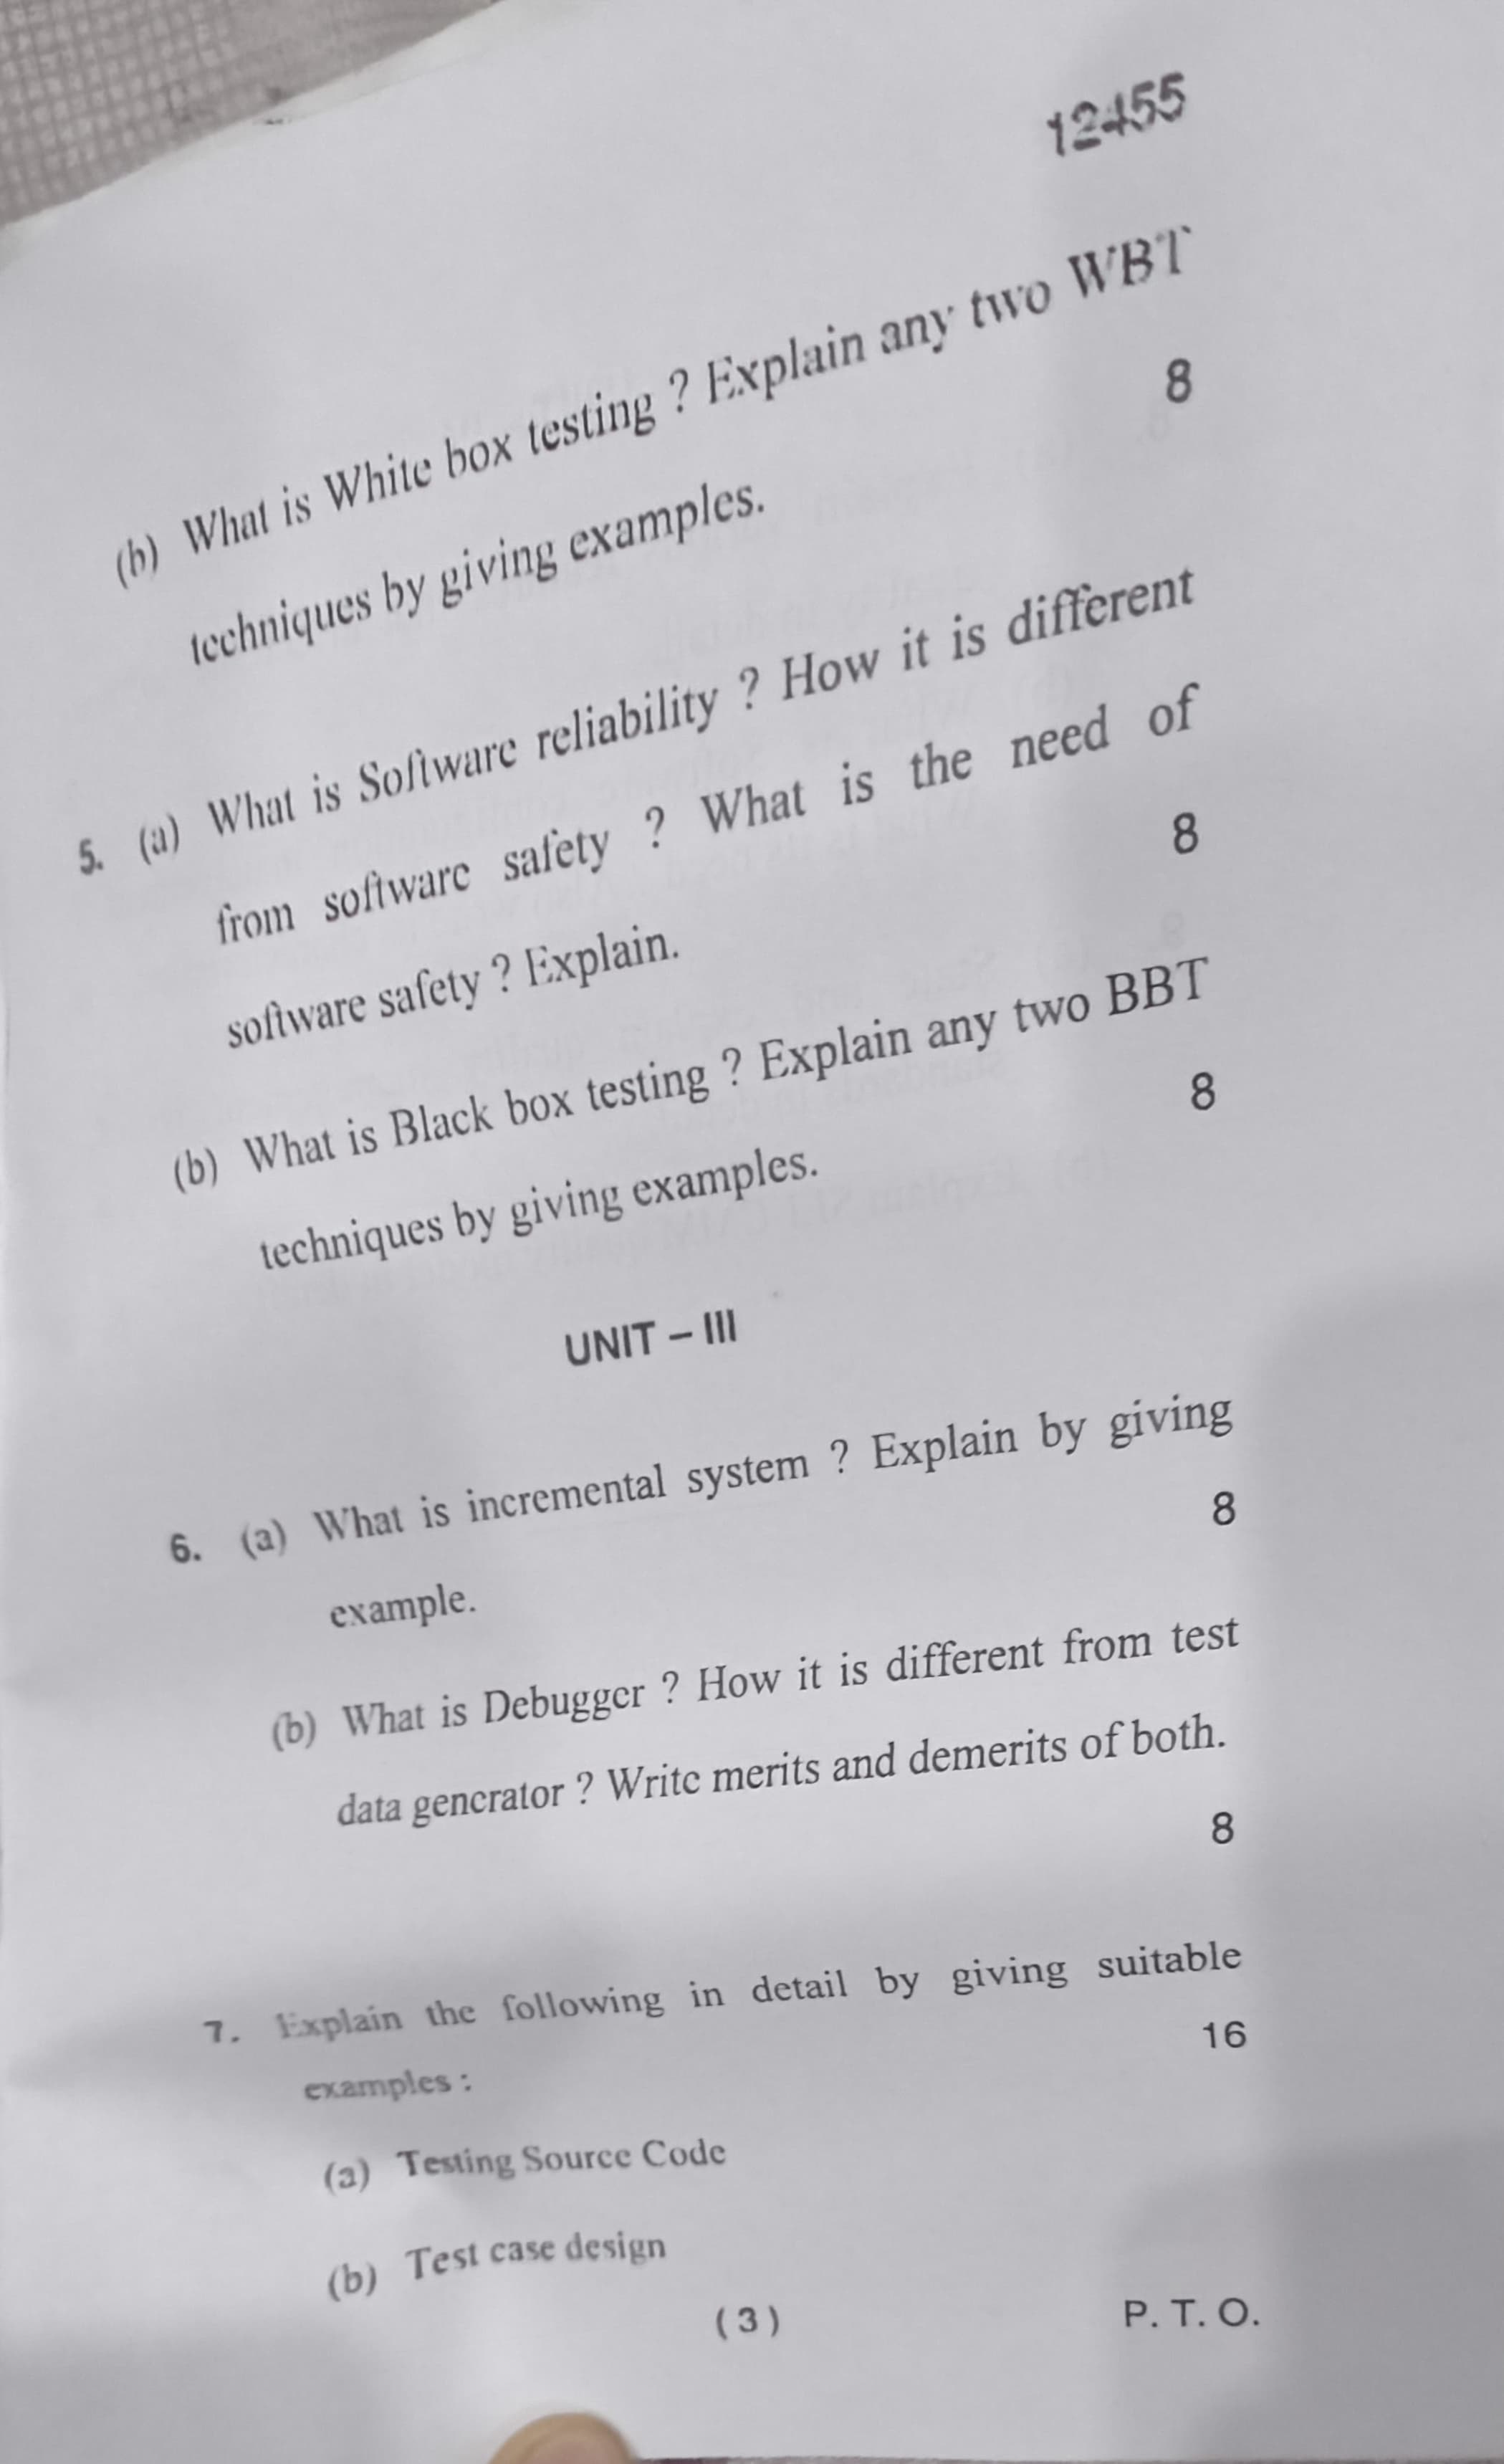 12455
(b) What is White box testing ? Explain any two WBT
techniques by giving examples. 8
5. (a) What is Software reliability ? How it is different
from software safety ? What is the need of
software safety ? Explain. 8
(b) What is Black box testing ? Explain any two BBT
techniques by giving examples. 8
UNIT – III
6. (a) What is incremental system ? Explain by giving
example. 8
(b) What is Debugger ? How it is different from test
data generator ? Write merits and demerits of both.
8
7. Explain the following in detail by giving suitable
examples : 16
(a) Testing Source Code
(b) Test case design
(3) P. T. O.